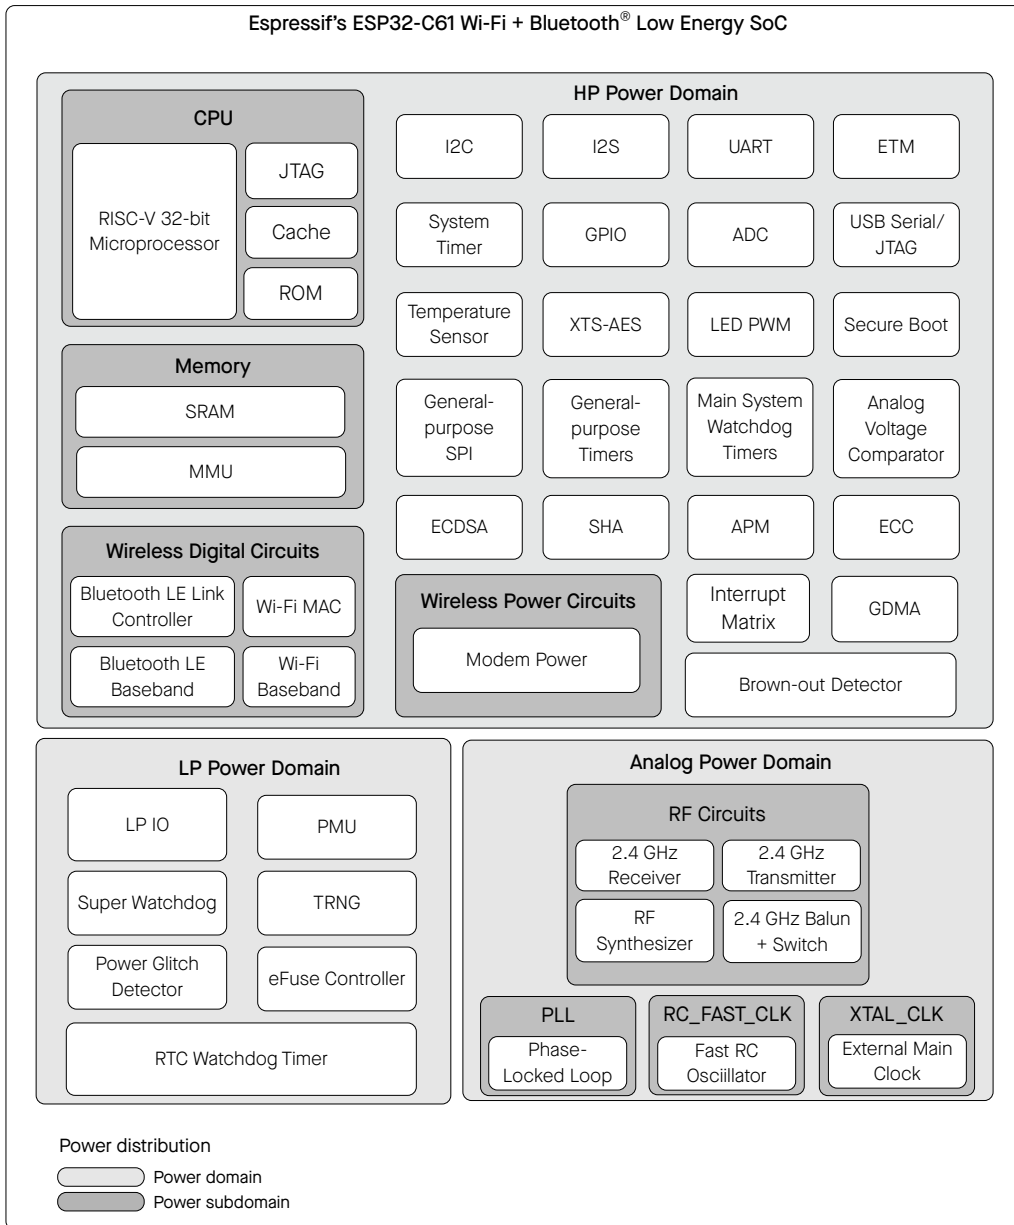 Espressif's ESP32-C61 Wi-Fi + Bluetooth® Low Energy SoC
HP Power Domain
CPU
RISC-V 32-bit
Microprocessor
JTAG
Cache
ROM
I2C
I2S
UART
ETM
System
Timer
GPIO
ADC
USB Serial/
JTAG
Temperature
Sensor
XTS-AES
LED PWM
Secure Boot
Memory
SRAM
MMU
General-
purpose
SPI
General-
purpose
Timers
Main System
Watchdog
Timers
Analog
Voltage
Comparator
ECDSA
SHA
APM
ECC
Wireless Digital Circuits
Bluetooth LE Link
Controller
Wi-Fi MAC
Bluetooth LE
Baseband
Wi-Fi
Baseband
Wireless Power Circuits
Modem Power
Interrupt
Matrix
GDMA
Brown-out Detector
LP Power Domain
LP IO
PMU
Super Watchdog
TRNG
Power Glitch
Detector
eFuse Controller
RTC Watchdog Timer
Analog Power Domain
RF Circuits
2.4 GHz
Receiver
2.4 GHz
Transmitter
RF
Synthesizer
2.4 GHz Balun
+ Switch
PLL
Phase-
Locked Loop
RC_FAST_CLK
Fast RC
Osciillator
XTAL_CLK
External Main
Clock
Power distribution
Power domain
Power subdomain